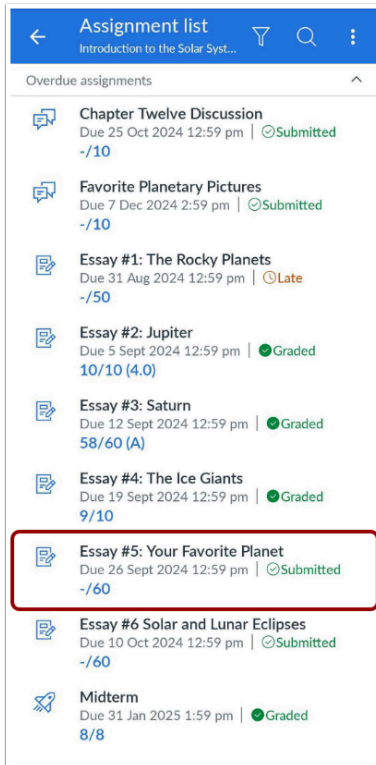 Assignment list
Introduction to the Solar Syst...
Overdue assignments
Chapter Twelve Discussion
Due 25 Oct 2024 12:59 pm | Submitted
-/10
Favorite Planetary Pictures
Due 7 Dec 2024 2:59 pm | Submitted
-/10
Essay #1: The Rocky Planets
Due 31 Aug 2024 12:59 pm | Late
-/50
Essay #2: Jupiter
Due 5 Sept 2024 12:59 pm | Graded
10/10 (4.0)
Essay #3: Saturn
Due 12 Sept 2024 12:59 pm | Graded
58/60 (A)
Essay #4: The Ice Giants
Due 19 Sept 2024 12:59 pm | Graded
9/10
Essay #5: Your Favorite Planet
Due 26 Sept 2024 12:59 pm | Submitted
-/60
Essay #6 Solar and Lunar Eclipses
Due 10 Oct 2024 12:59 pm | Submitted
-/60
Midterm
Due 31 Jan 2025 1:59 pm | Graded
8/8